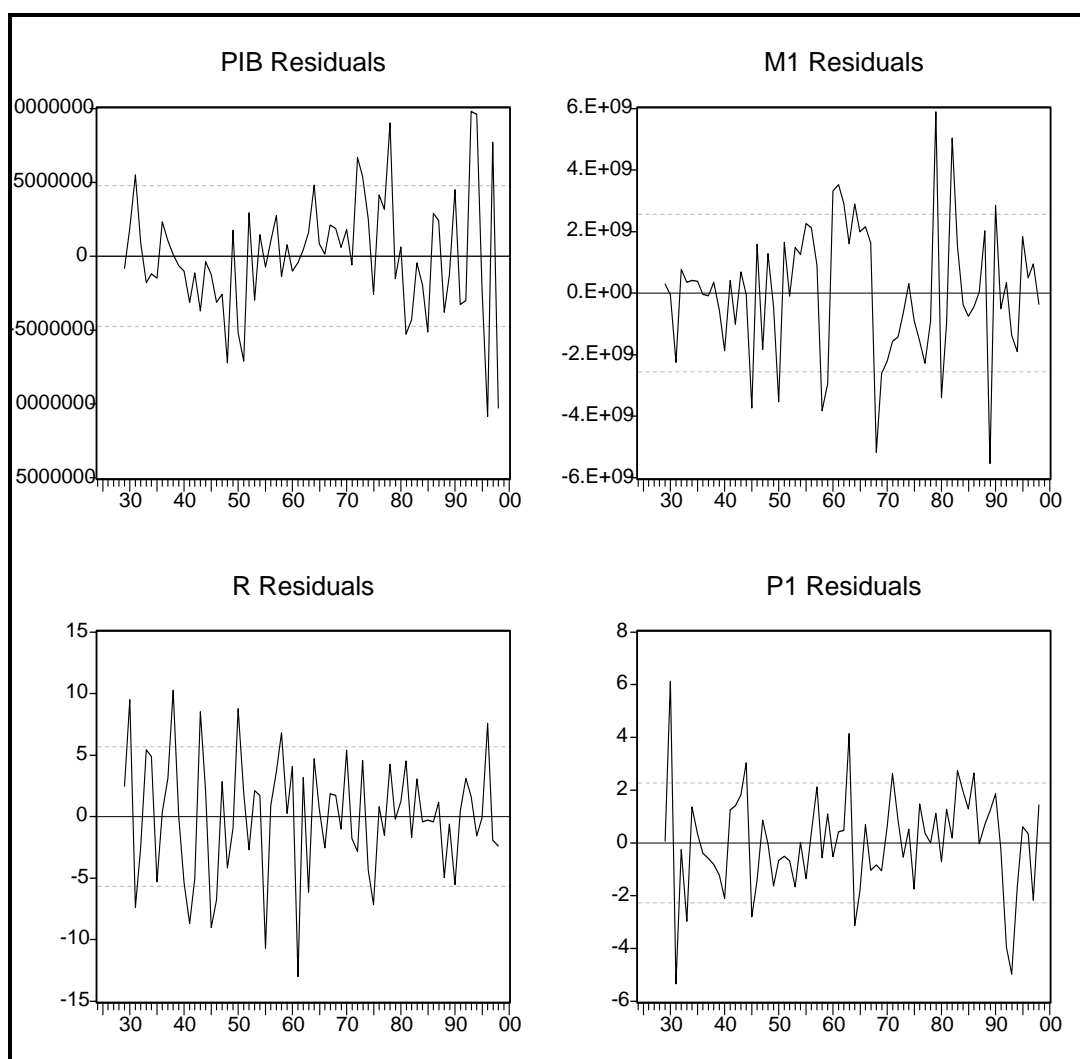 PIB Residuals
0000000
5000000
0
-5000000
0000000
5000000
30 40 50 60 70 80 90 00
M1 Residuals
6.E+09
4.E+09
2.E+09
0.E+00
-2.E+09
-4.E+09
-6.E+09
30 40 50 60 70 80 90 00
R Residuals
15
10
5
0
-5
-10
-15
30 40 50 60 70 80 90 00
P1 Residuals
8
6
4
2
0
-2
-4
-6
30 40 50 60 70 80 90 00